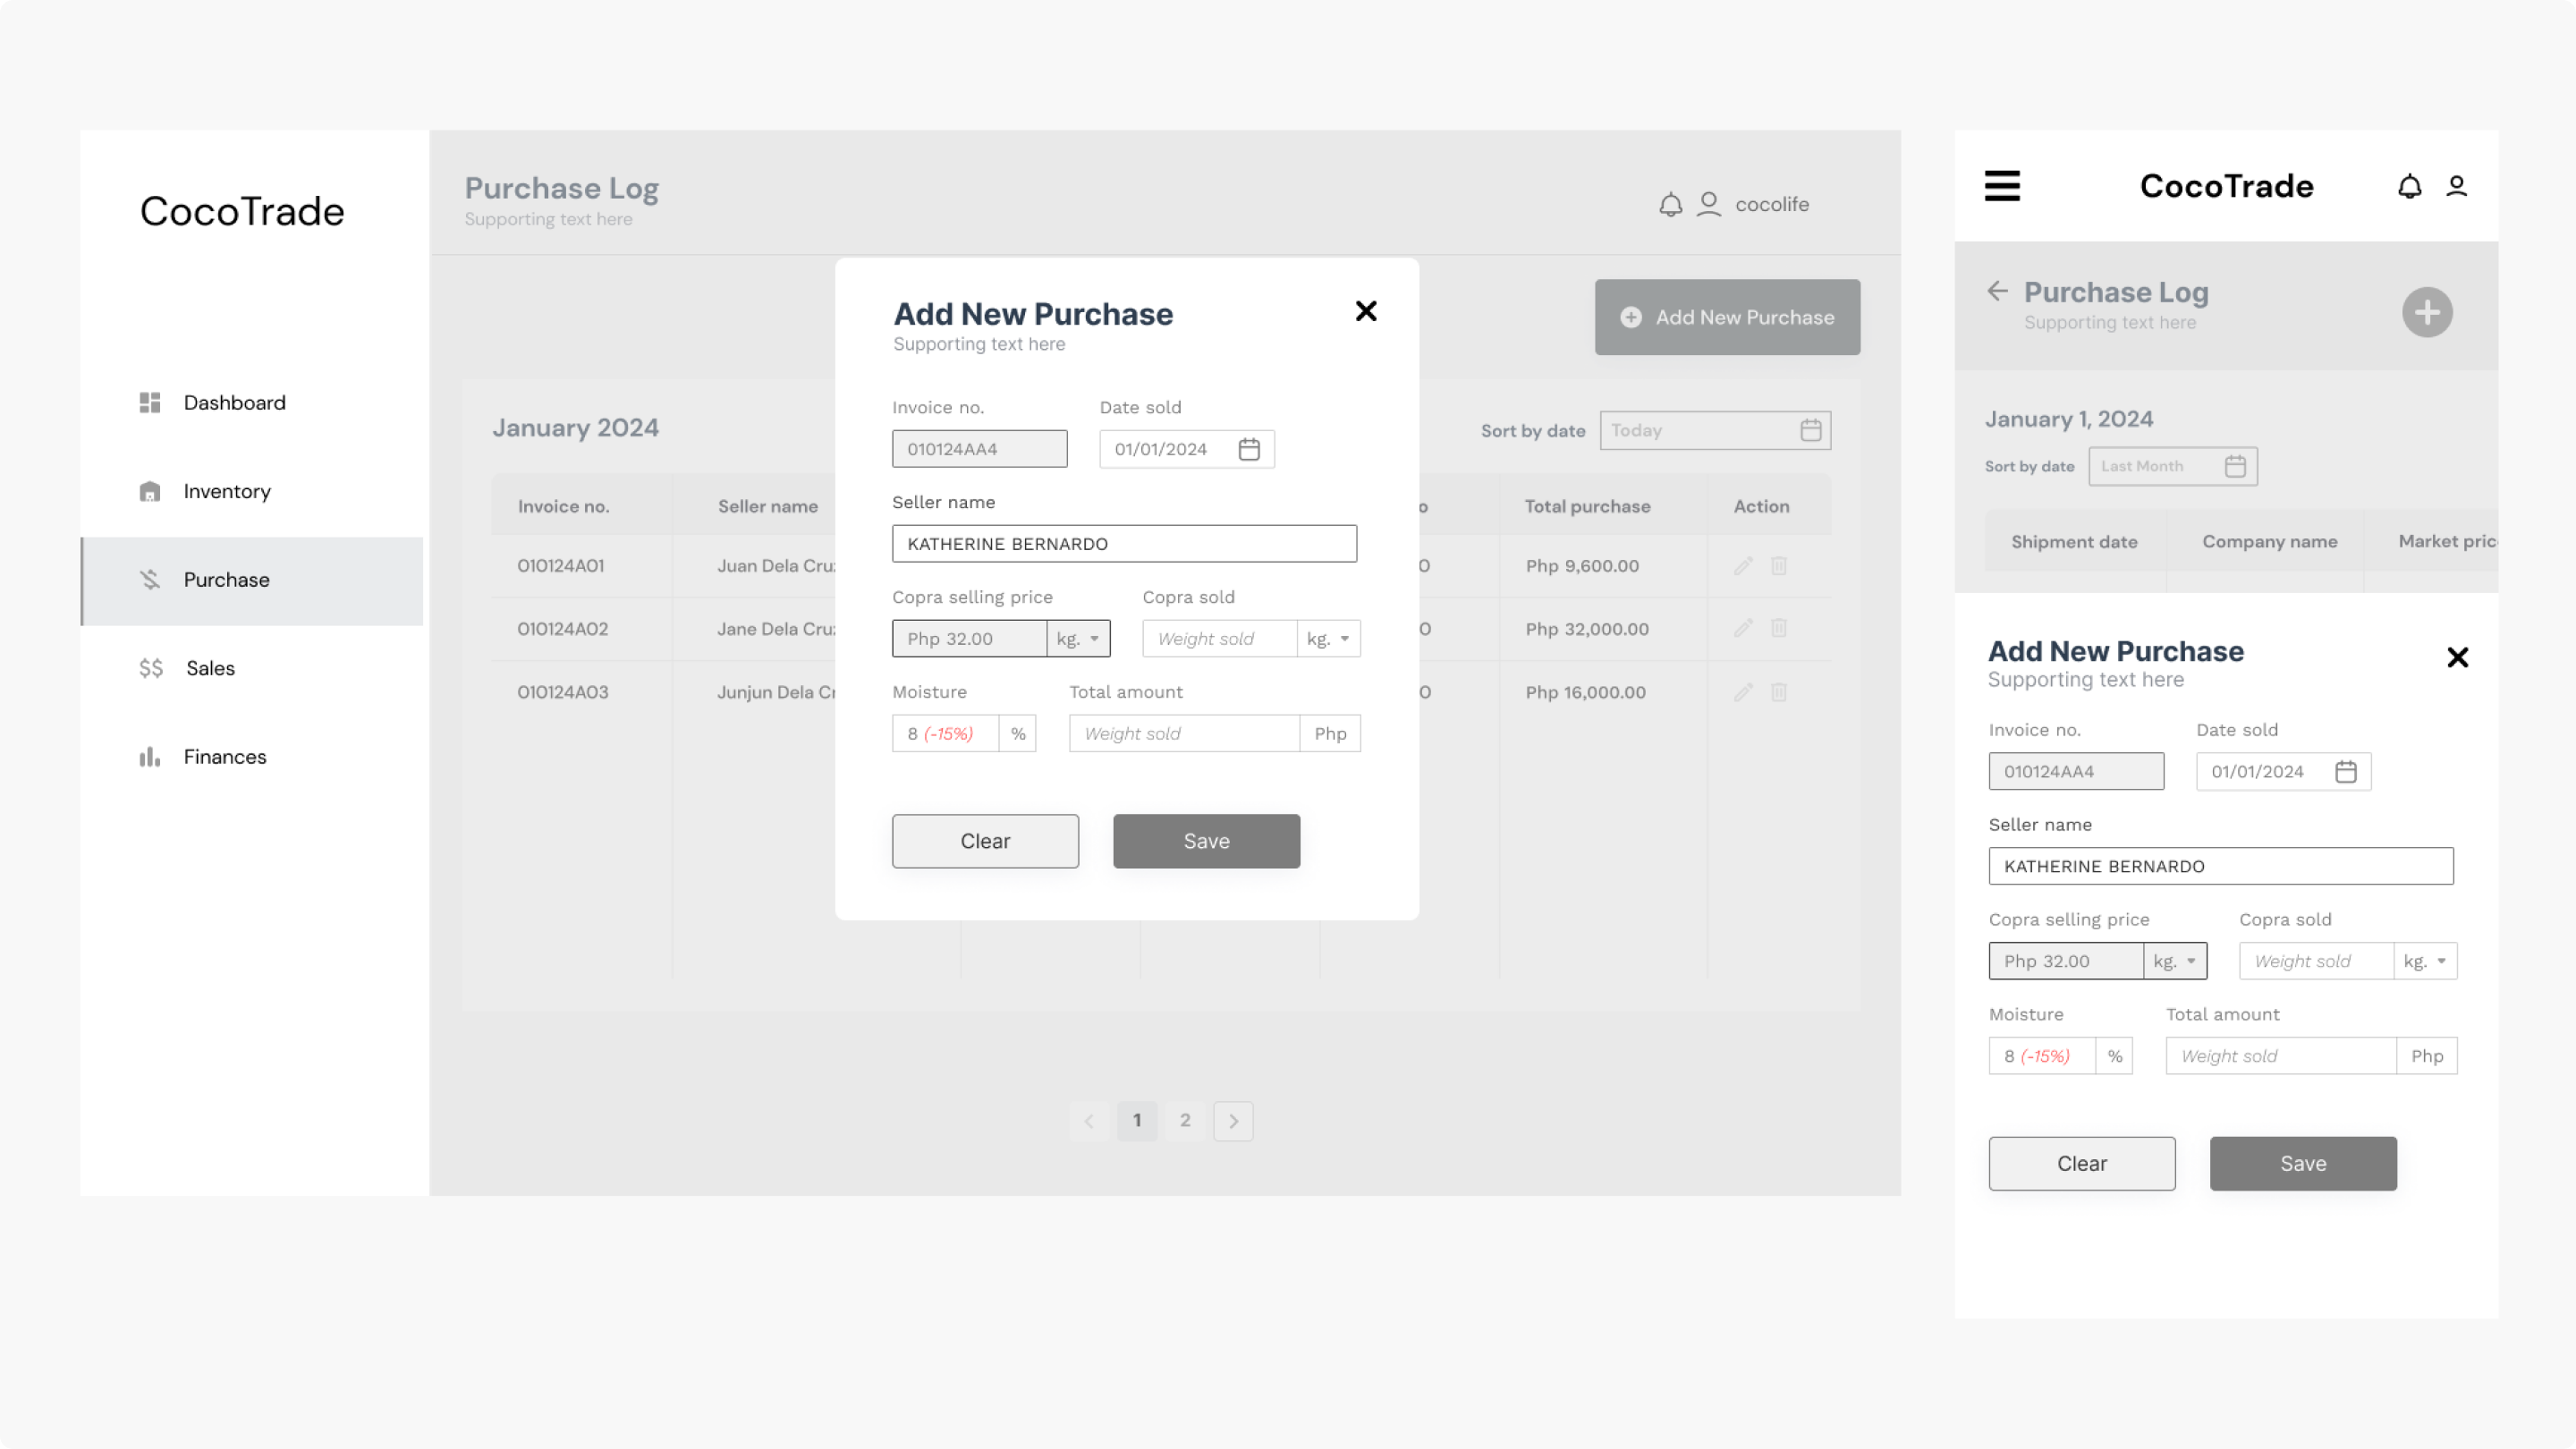 CocoTrade
Dashboard
Inventory
Purchase
$$ Sales
Finances
Purchase Log
Supporting text here
cocolife
Add New Purchase
January 2024
Sort by date Today
Invoice no. Seller name Total purchase Action
010124A01 Juan Dela Cru Php 9,600.00
010124A02 Jane Dela Cru Php 32,000.00
010124A03 Junjun Dela Php 16,000.00
1 2
Add New Purchase
Supporting text here
Invoice no. Date sold
010124AA4 01/01/2024
Seller name
KATHERINE BERNARDO
Copra selling price Copra sold
Php 32.00 kg. Weight sold kg.
Moisture Total amount
8 (-15%) % Weight sold Php
Clear Save
CocoTrade
Purchase Log
Supporting text here
January 1, 2024
Sort by date Last Month
Shipment date Company name Market pric
Add New Purchase
Supporting text here
Invoice no. Date sold
010124AA4 01/01/2024
Seller name
KATHERINE BERNARDO
Copra selling price Copra sold
Php 32.00 kg. Weight sold kg.
Moisture Total amount
8 (-15%) % Weight sold Php
Clear Save